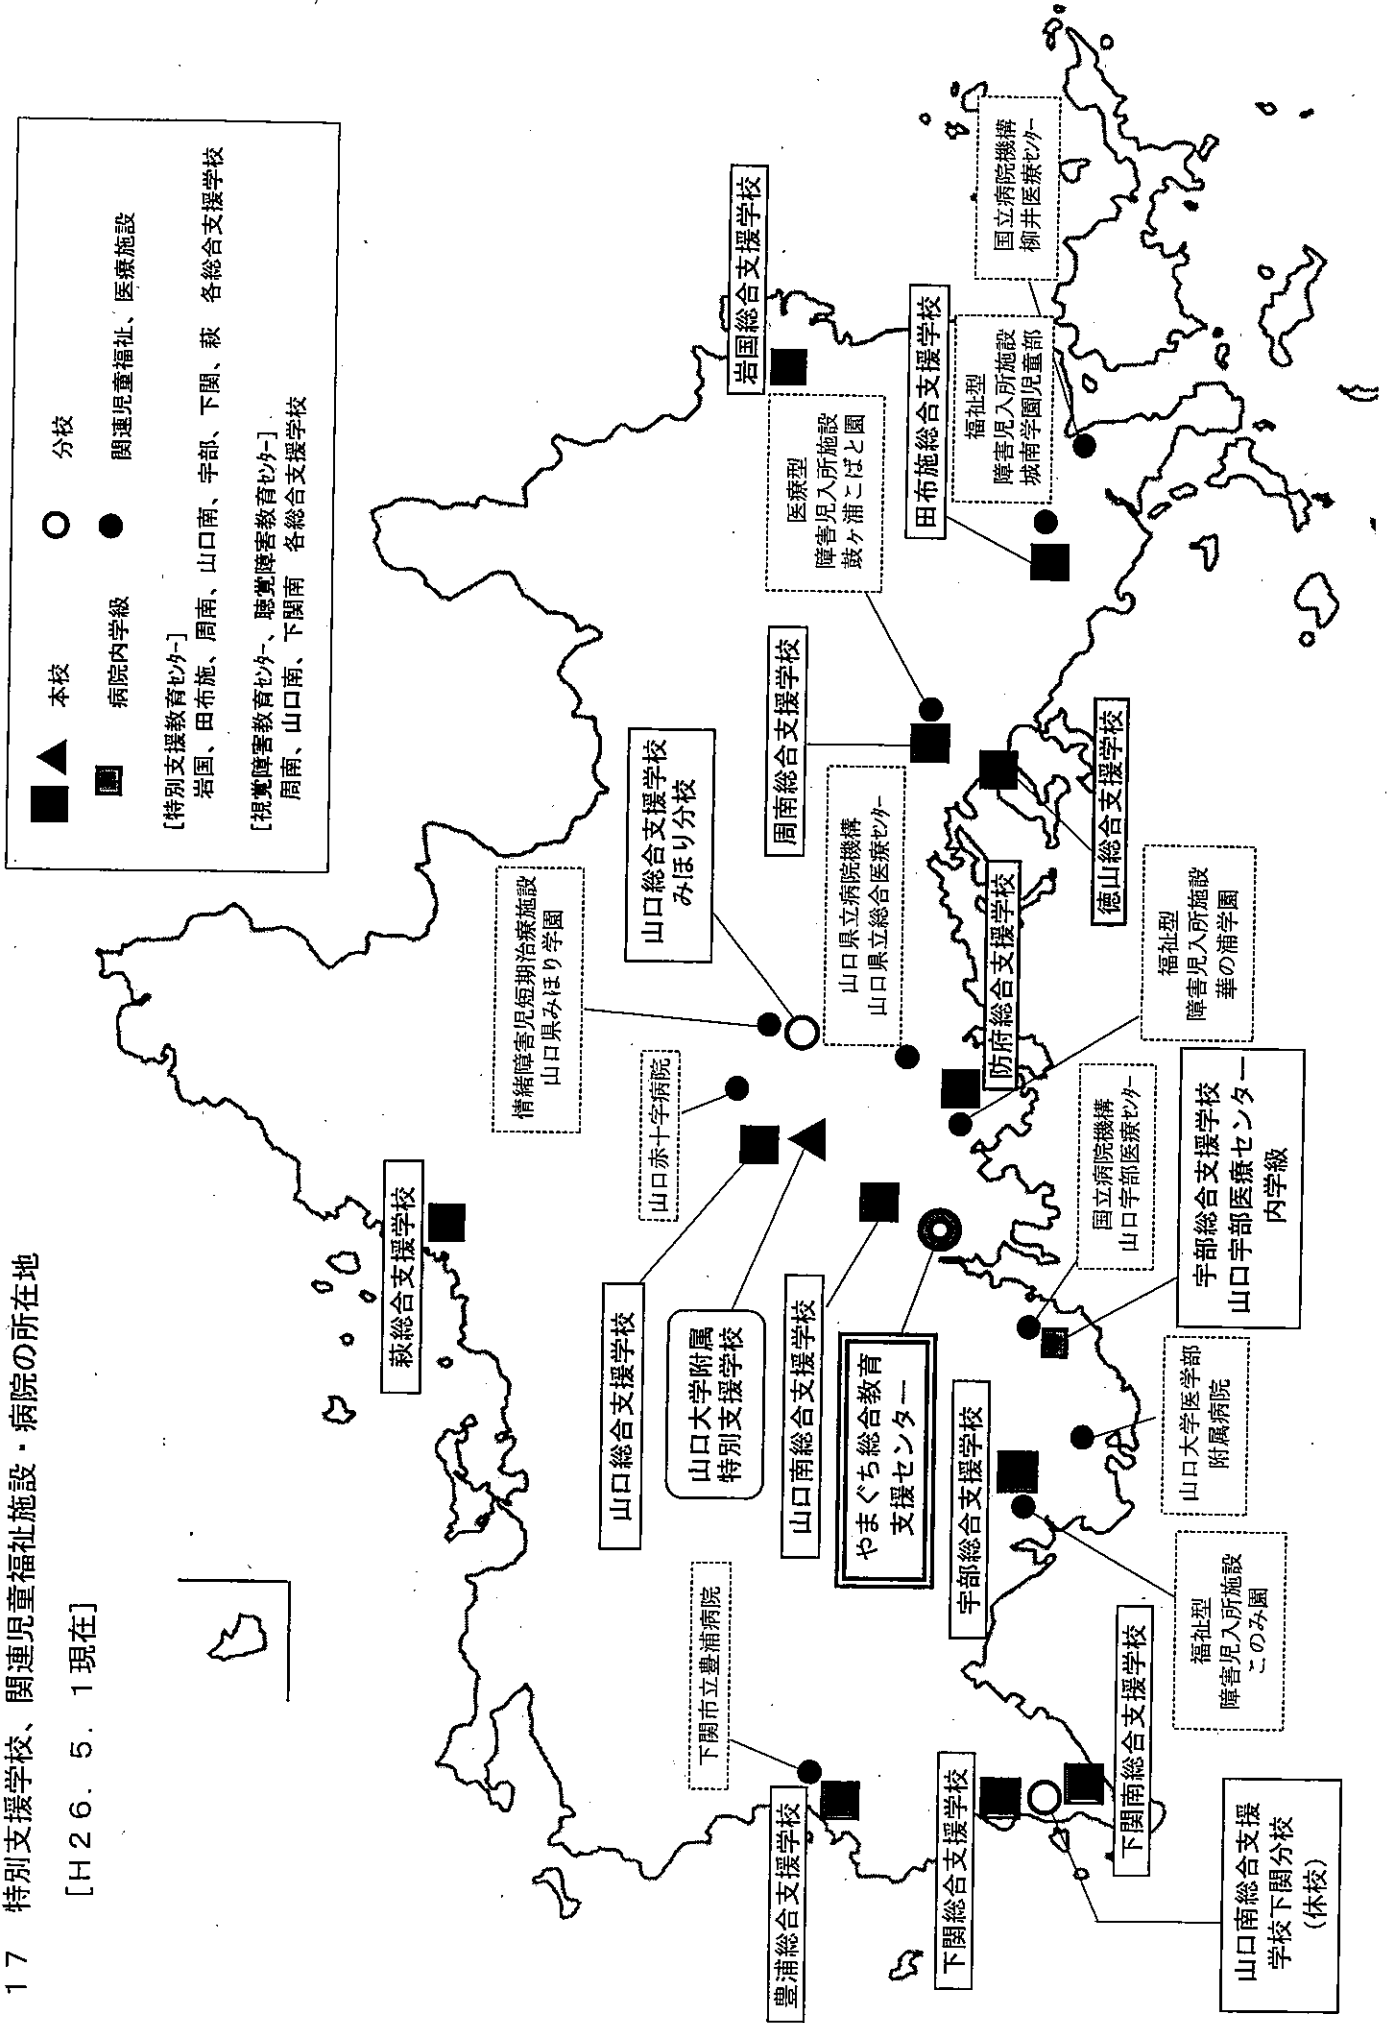 17　特別支援学校、関連児童福祉施設・病院の所在地
[H26．5．1現在]
本校
分校
病院内学級
関連児童福祉、医療施設
[特別支援教育ｾﾝﾀｰ]
岩国、田布施、周南、山口南、宇部、下関、萩　各総合支援学校
[視覚障害教育ｾﾝﾀｰ、聴覚障害教育ｾﾝﾀｰ]
周南、山口南、下関南　各総合支援学校
萩総合支援学校
情緒障害児短期治療施設
山口県みほり学園
山口総合支援学校
みほり分校
山口赤十字病院
山口総合支援学校
山口大学附属
特別支援学校
山口南総合支援学校
やまぐち総合教育
支援センター
岩国総合支援学校
医療型
障害児入所施設
鼓ヶ浦こばと園
周南総合支援学校
山口県立病院機構
山口県立総合医療ｾﾝﾀｰ
田布施総合支援学校
福祉型
障害児入所施設
城南学園児童部
国立病院機構
柳井医療ｾﾝﾀｰ
徳山総合支援学校
防府総合支援学校
福祉型
障害児入所施設
華の浦学園
国立病院機構
山口宇部医療ｾﾝﾀｰ
宇部総合支援学校
山口宇部医療センター
内学級
山口大学医学部
附属病院
宇部総合支援学校
福祉型
障害児入所施設
このみ園
下関市立豊浦病院
豊浦総合支援学校
下関総合支援学校
下関南総合支援学校
山口南総合支援
学校下関分校
（休校）